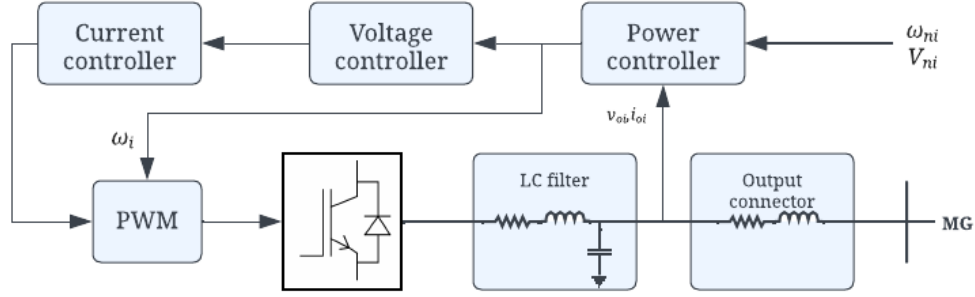 Current
controller
Voltage
controller
Power
controller
ωni
Vni
voi,ioi
ωi
LC filter
Output
connector
PWM
MG